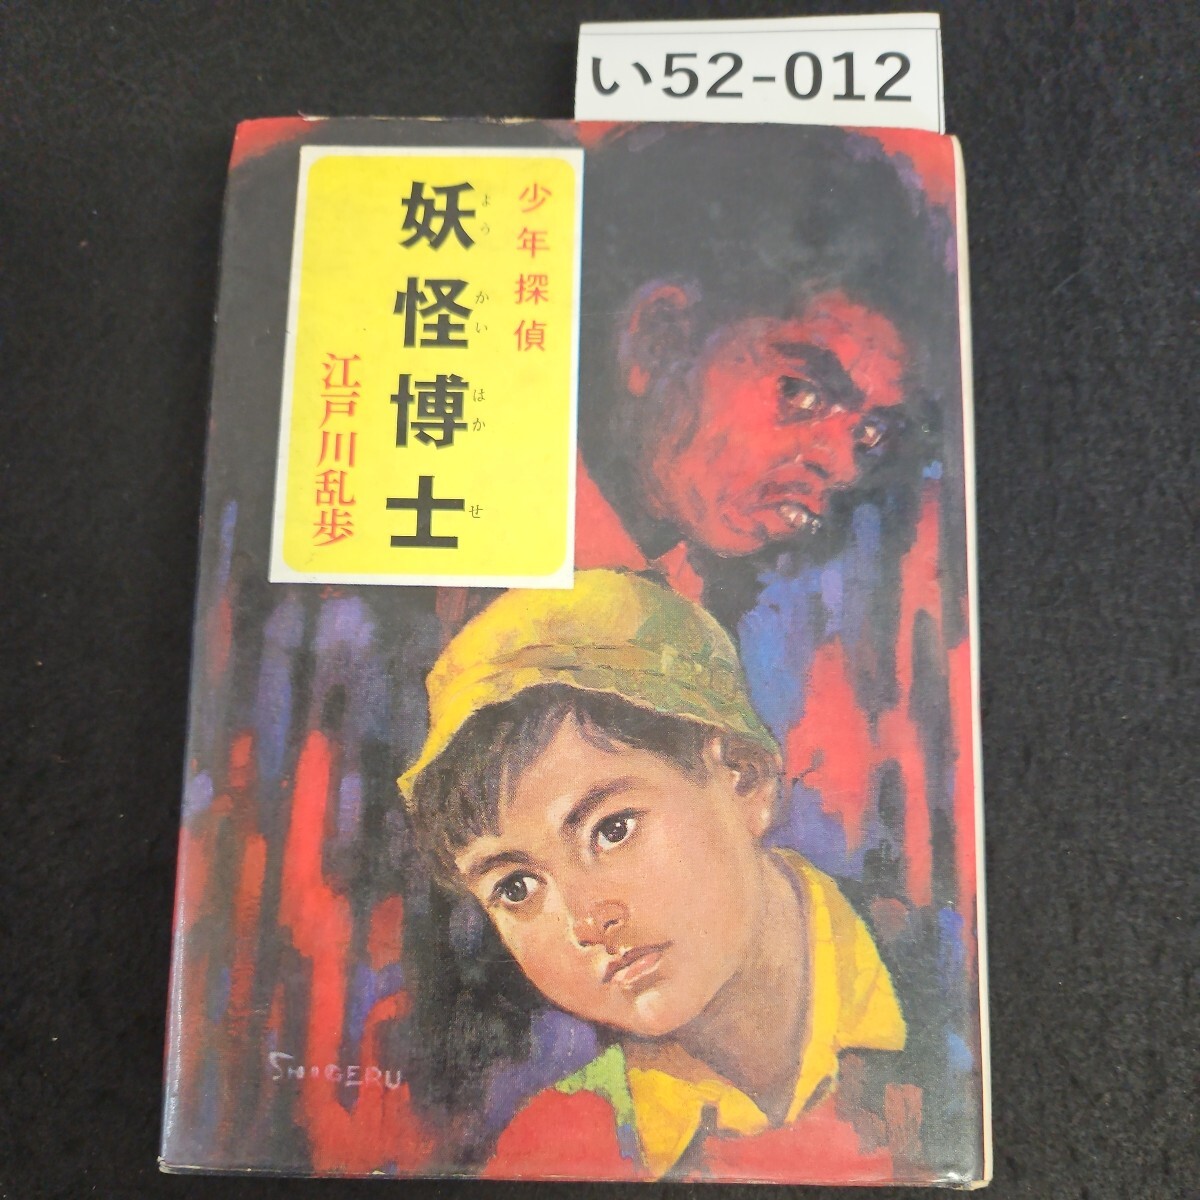 い52-012
少年探偵
妖怪博士
ようかいはかせ
江戸川乱歩
SHIGERU